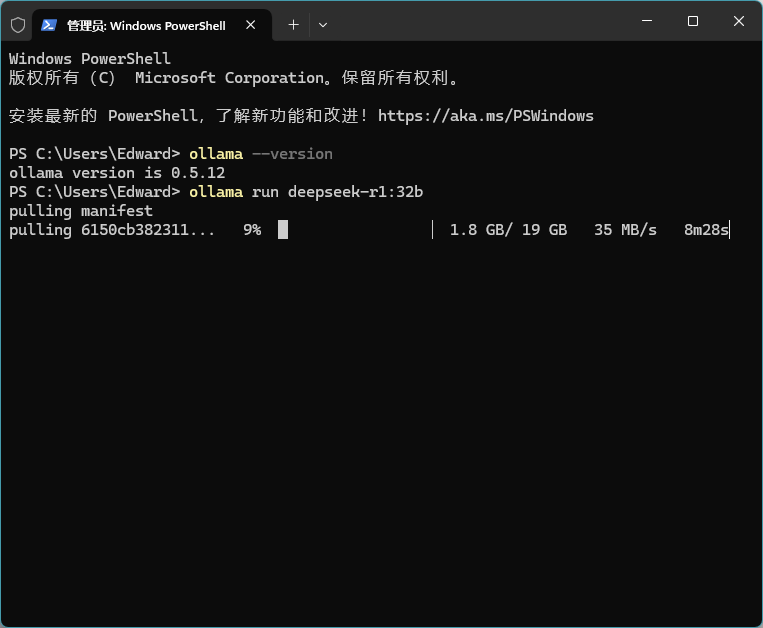 管理员: Windows PowerShell
Windows PowerShell
版权所有（C） Microsoft Corporation。保留所有权利。
安装最新的 PowerShell，了解新功能和改进！https://aka.ms/PSWindows
PS C:\Users\Edward> ollama --version
ollama version is 0.5.12
PS C:\Users\Edward> ollama run deepseek-r1:32b
pulling manifest
pulling 6150cb382311... 9% 1.8 GB/ 19 GB 35 MB/s 8m28s